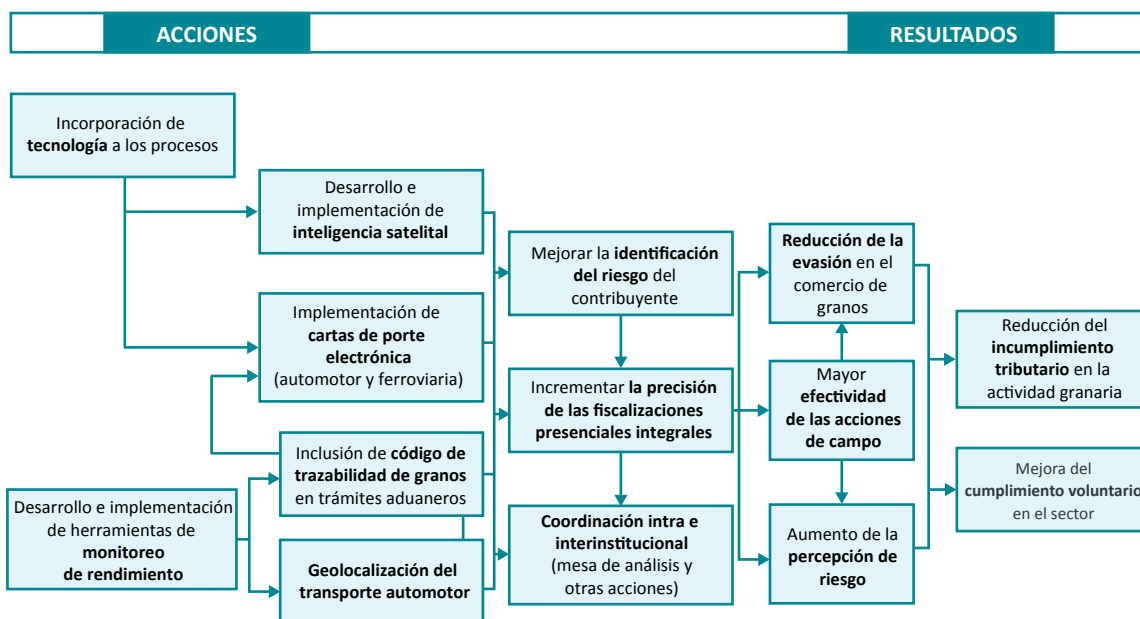 ACCIONES
RESULTADOS
Incorporación de
tecnología a los procesos
Desarrollo e
implementación de
inteligencia satelital
Implementación de
cartas de porte
electrónica
(automotor y ferroviaria)
Inclusión de código de
trazabilidad de granos
en trámites aduaneros
Desarrollo e implementación
de herramientas de
monitoreo
de rendimiento
Geolocalización del
transporte automotor
Mejorar la identificación
del riesgo del
contribuyente
Incrementar la precisión
de las fiscalizaciones
presenciales integrales
Coordinación intra e
interinstitucional
(mesa de análisis y
otras acciones)
Reducción de la
evasión en el
comercio de
granos
Mayor
efectividad
de las acciones
de campo
Aumento de la
percepción de
riesgo
Reducción del
incumplimiento
tributario en la
actividad granaria
Mejora del
cumplimiento voluntario
en el sector